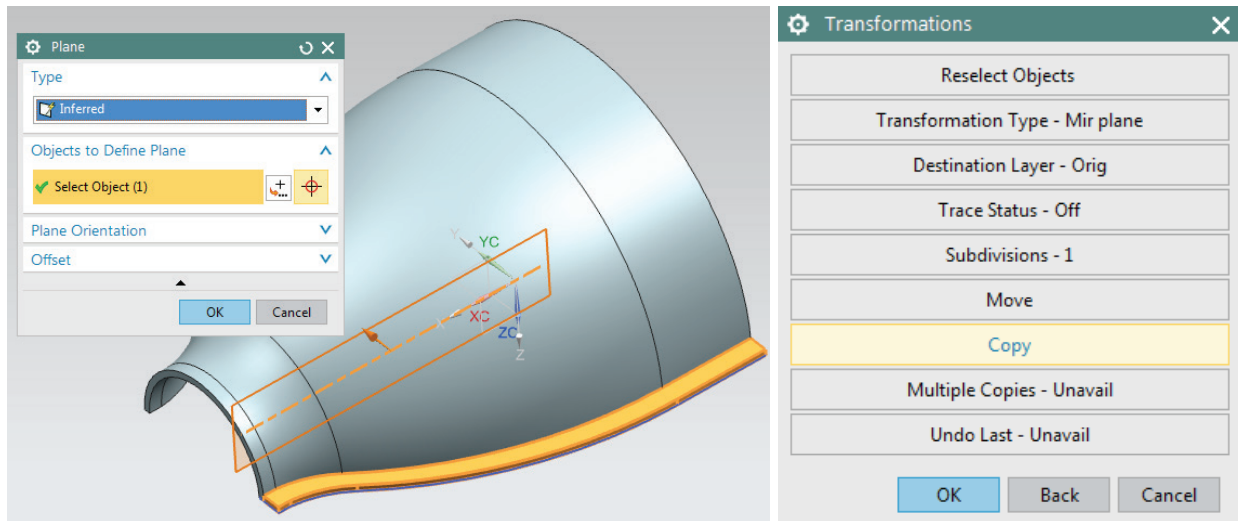 Plane
Type
Inferred
Objects to Define Plane
Select Object (1)
Plane Orientation
Offset
OK Cancel
Y
YC
X
XC
ZC
Z
Transformations
Reselect Objects
Transformation Type - Mir plane
Destination Layer - Orig
Trace Status - Off
Subdivisions - 1
Move
Copy
Multiple Copies - Unavail
Undo Last - Unavail
OK Back Cancel